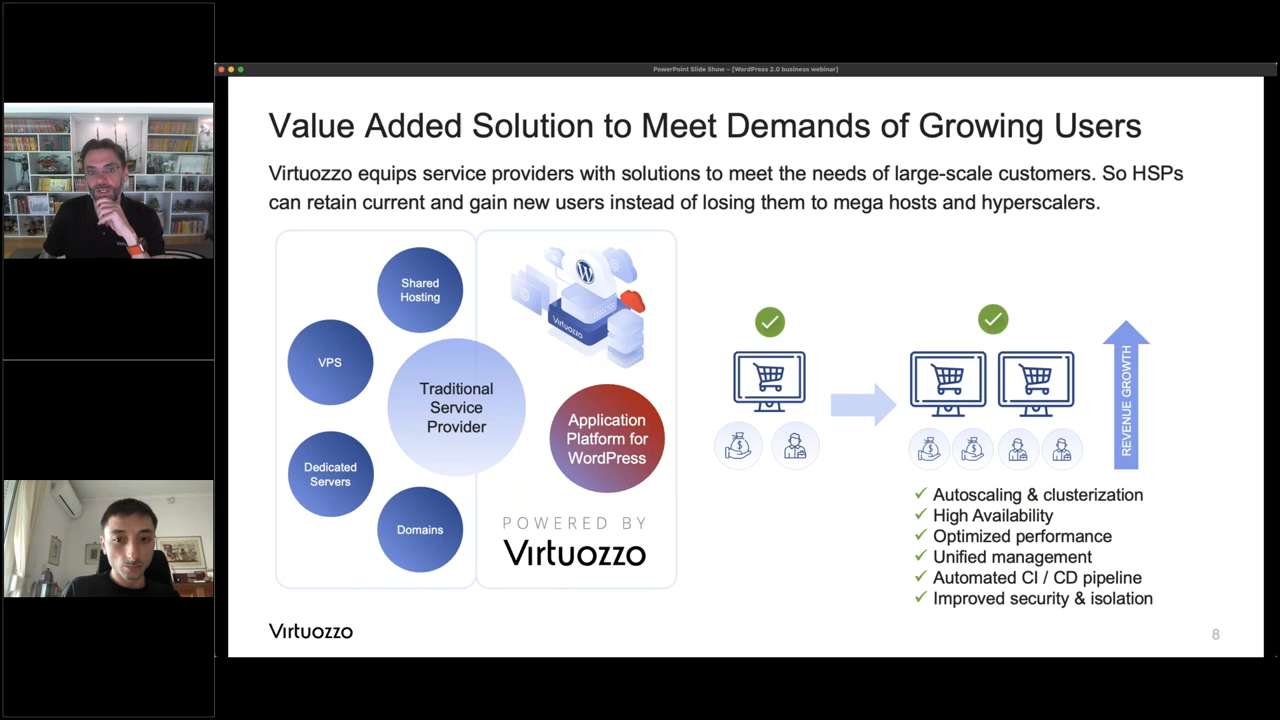 PowerPoint Slide Show – [WordPress 2.0 business webinar]
Value Added Solution to Meet Demands of Growing Users
Virtuozzo equips service providers with solutions to meet the needs of large-scale customers. So HSPs
can retain current and gain new users instead of losing them to mega hosts and hyperscalers.
Shared
Hosting
VPS
Traditional
Service
Provider
Dedicated
Servers
Domains
Virtuozzo
Application
Platform for
WordPress
POWERED BY
Virtuozzo
REVENUE GROWTH
Autoscaling & clusterization
High Availability
Optimized performance
Unified management
Automated CI / CD pipeline
Improved security & isolation
Virtuozzo
8